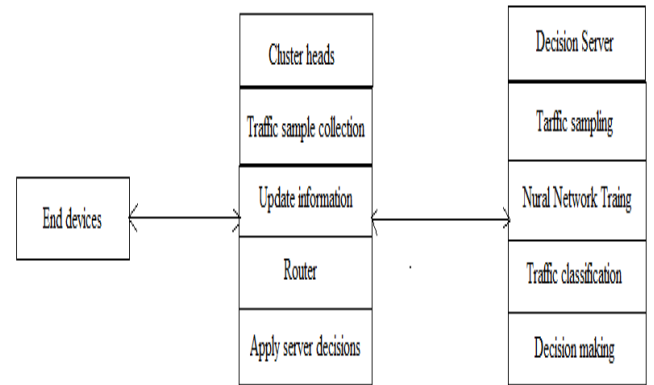 End devices
Cluster heads
Traffic sample collection
Update information
Router
Apply server decisions
Decision Server
Tarffic sampling
Nural Network Traing
Traffic classification
Decision making